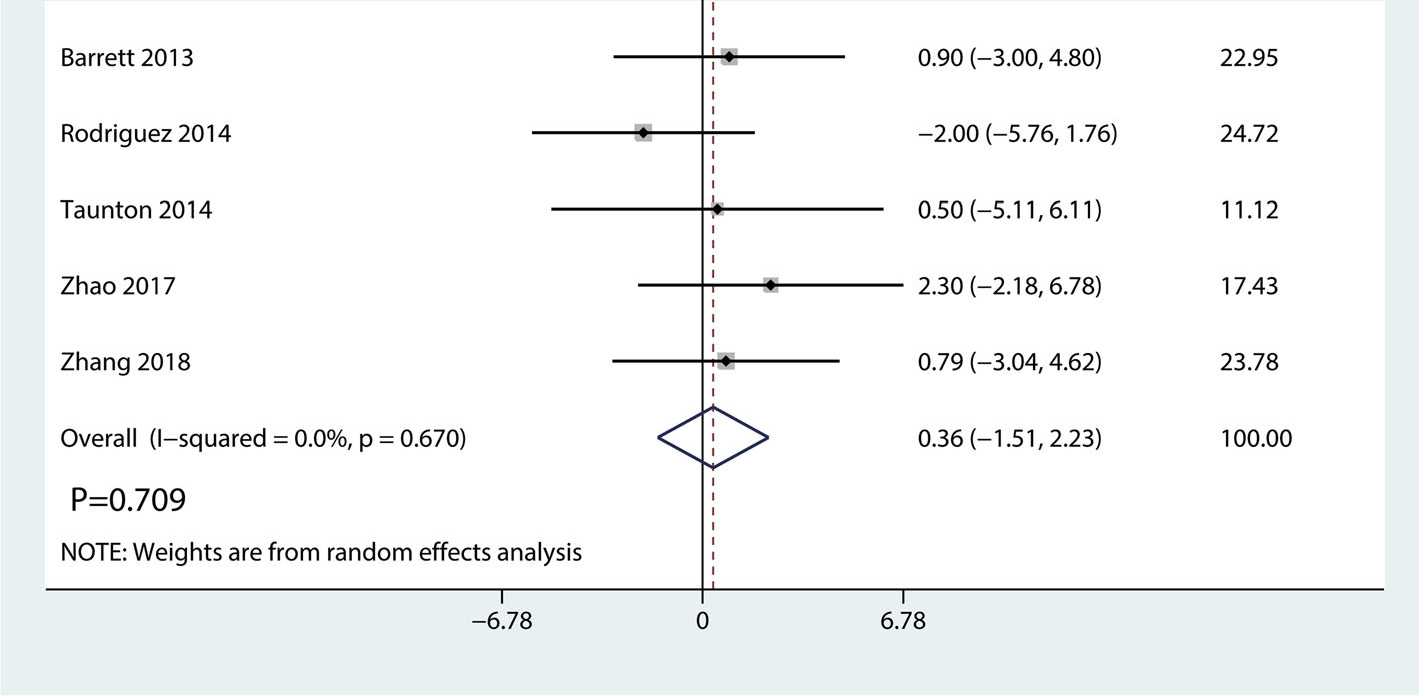 Barrett 2013 0.90 (−3.00, 4.80) 22.95
Rodriguez 2014 −2.00 (−5.76, 1.76) 24.72
Taunton 2014 0.50 (−5.11, 6.11) 11.12
Zhao 2017 2.30 (−2.18, 6.78) 17.43
Zhang 2018 0.79 (−3.04, 4.62) 23.78
Overall (I−squared = 0.0%, p = 0.670) 0.36 (−1.51, 2.23) 100.00
P=0.709
NOTE: Weights are from random effects analysis
−6.78 0 6.78